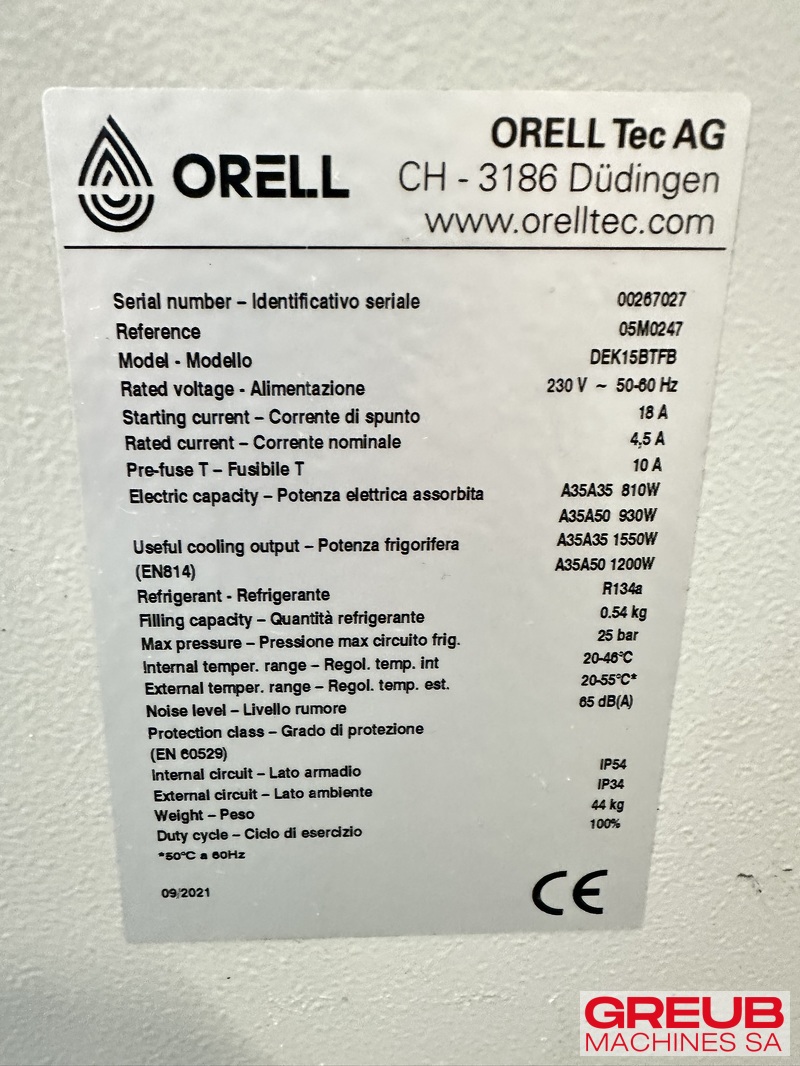 ORELL
ORELL Tec AG
CH - 3186 Düdingen
www.orelltec.com
Serial number – Identificativo seriale 00267027
Reference 05M0247
Model - Modello DEK15BTFB
Rated voltage - Alimentazione 230 V ~ 50-60 Hz
Starting current – Corrente di spunto 18 A
Rated current - Corrente nominale 4,5 A
Pre-fuse T – Fusibile T 10 A
Electric capacity – Potenza elettrica assorbita A35A35 810W
A35A50 930W
Useful cooling output – Potenza frigorifera A35A35 1550W
(EN814) A35A50 1200W
Refrigerant - Refrigerante R134a
Filling capacity – Quantità refrigerante 0.54 kg
Max pressure – Pressione max circuito frig. 25 bar
Internal temper. range – Regol. temp. int 20-46°C
External temper. range – Regol. temp. est. 20-55°C*
Noise level – Livello rumore 65 dB(A)
Protection class – Grado di protezione
(EN 60529)
Internal circuit – Lato armadio IP54
External circuit – Lato ambiente IP34
Weight – Peso 44 kg
Duty cycle – Ciclo di esercizio 100%
*50°C a 60Hz
09/2021
CE
GREUB
MACHINES SA